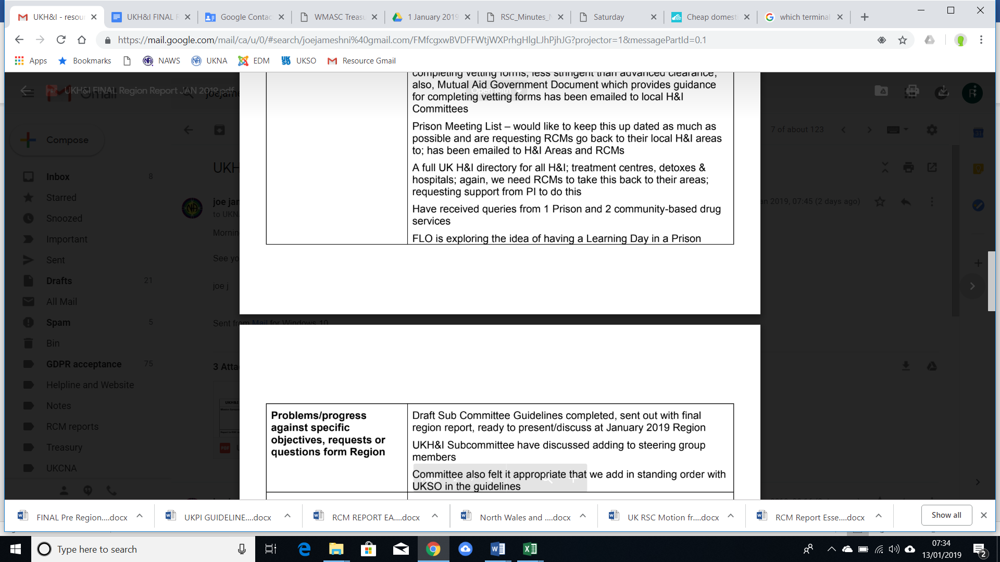 UKH&I - resou
UKH&I FINAL R
Google Contac
WMASC Treasu
1 January 2019
RSC_Minutes_N
Saturday
Cheap domest
which terminal
https://mail.google.com/mail/ca/u/0/#search/joejameshni%40gmail.com/FMfcgxwBVDFFWtjWXPrhgHlgLJhPjhJG?projector=1&messagePartId=0.1
Apps
Bookmarks
NAWS
UKNA
EDM
UKSO
Resource Gmail
UKH&I FINAL Region Report JAN 2019.pdf
Gmail
joejame
Open with
Compose
7 of about 123
Inbox 8
Starred
Snoozed
Important
Sent
Drafts 21
All Mail
Spam 5
Bin
GDPR acceptance 75
Helpline and Website
Notes
RCM reports
Treasury
UKCNA
UKH
joe jar
an 2019, 07:45 (2 days ago)
to UKN
Mornin
See yo
joe j
Sent from Mail for Windows 10
3 Atta
completing vetting forms, less stringent than advanced clearance;
also, Mutual Aid Government Document which provides guidance
for completing vetting forms has been emailed to local H&I
Committees
Prison Meeting List – would like to keep this up dated as much as
possible and are requesting RCMs go back to their local H&I areas
to; has been emailed to H&I Areas and RCMs
A full UK H&I directory for all H&I; treatment centres, detoxes &
hospitals; again, we need RCMs to take this back to their areas;
requesting support from PI to do this
Have received queries from 1 Prison and 2 community-based drug
services
FLO is exploring the idea of having a Learning Day in a Prison
Problems/progress
against specific
objectives, requests or
questions form Region
Draft Sub Committee Guidelines completed, sent out with final
region report, ready to present/discuss at January 2019 Region
UKH&I Subcommittee have discussed adding to steering group
members
Committee also felt it appropriate that we add in standing order with
UKSO in the guidelines
FINAL Pre Region....docx
UKPI GUIDELINE....docx
RCM REPORT EA....docx
North Wales and ....docx
UK RSC Motion fr....docx
RCM Report Esse....docx
Show all
Type here to search
07:34
13/01/2019
2